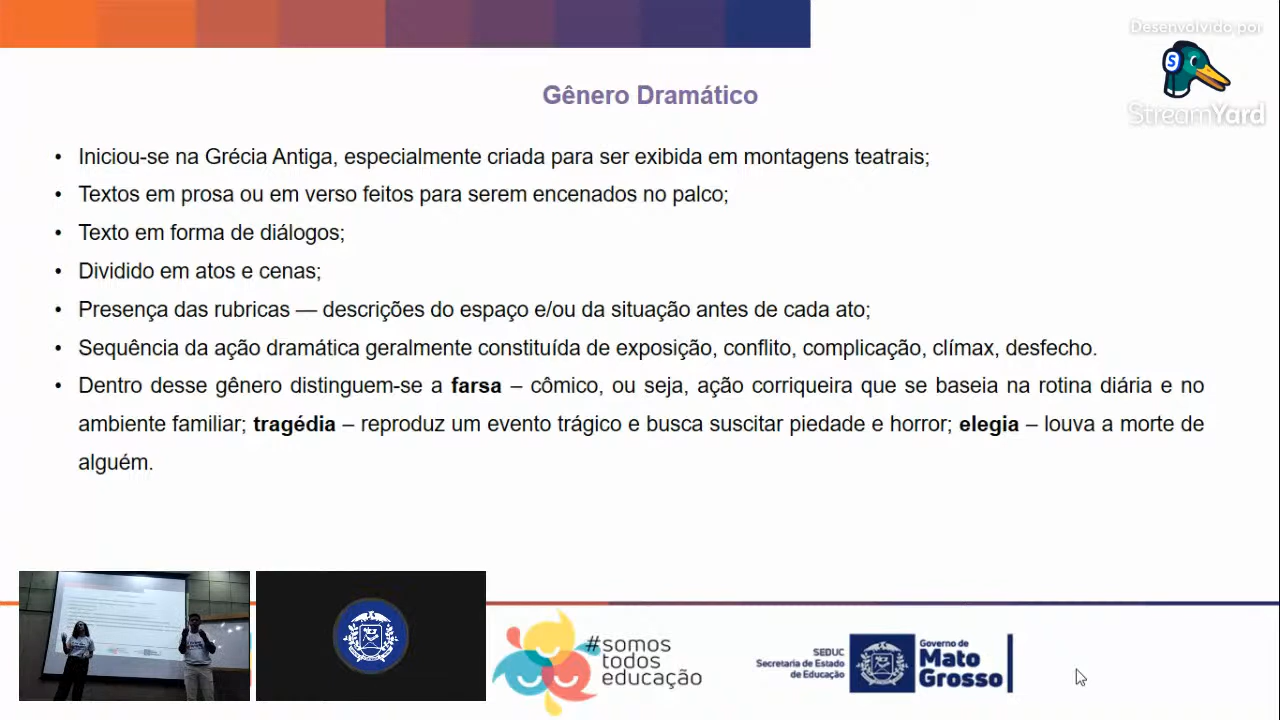 Desenvolvido por
S
StreamYard
Gênero Dramático
• Iniciou-se na Grécia Antiga, especialmente criada para ser exibida em montagens teatrais;
• Textos em prosa ou em verso feitos para serem encenados no palco;
• Texto em forma de diálogos;
• Dividido em atos e cenas;
• Presença das rubricas — descrições do espaço e/ou da situação antes de cada ato;
• Sequência da ação dramática geralmente constituída de exposição, conflito, complicação, clímax, desfecho.
• Dentro desse gênero distinguem-se a farsa – cômico, ou seja, ação corriqueira que se baseia na rotina diária e no
ambiente familiar; tragédia – reproduz um evento trágico e busca suscitar piedade e horror; elegia – louva a morte de
alguém.
#somos
todos
educação
SEDUC
Secretaria de Estado
de Educação
Governo de
Mato
Grosso